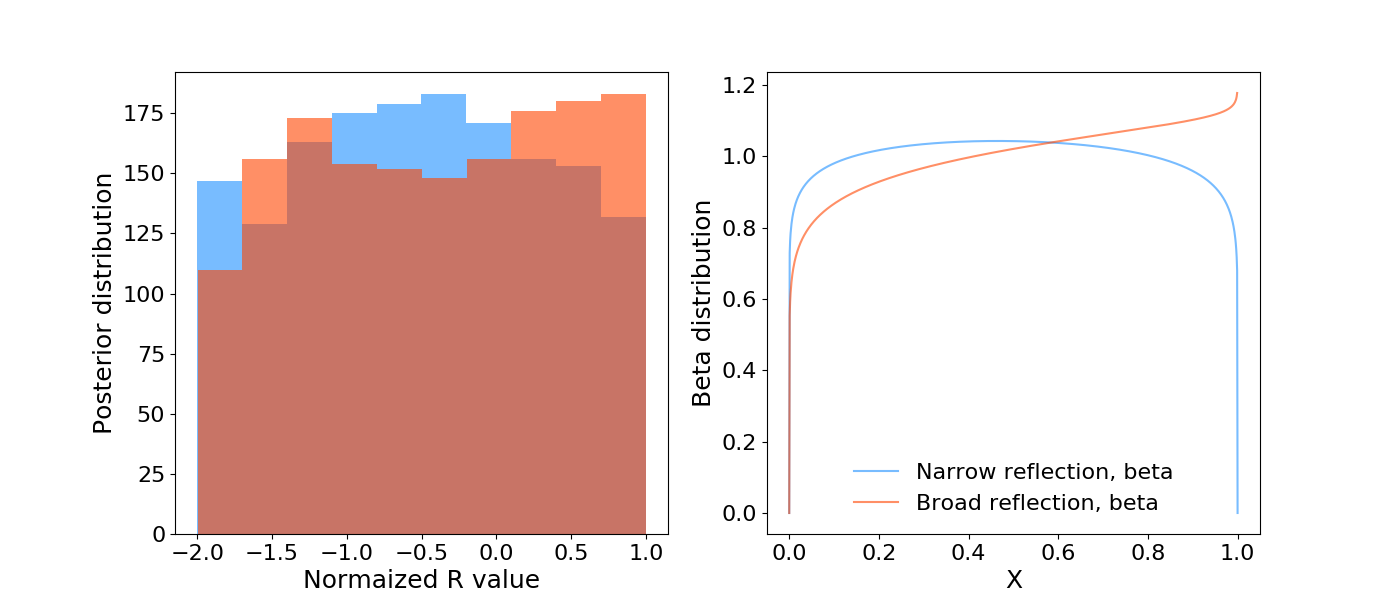 Posterior distribution
175
150
125
100
75
50
25
0
−2.0 −1.5 −1.0 −0.5 0.0 0.5 1.0
Normaized R value
Beta distribution
1.2
1.0
0.8
0.6
0.4
0.2
0.0
0.0 0.2 0.4 0.6 0.8 1.0
X
Narrow reflection, beta
Broad reflection, beta